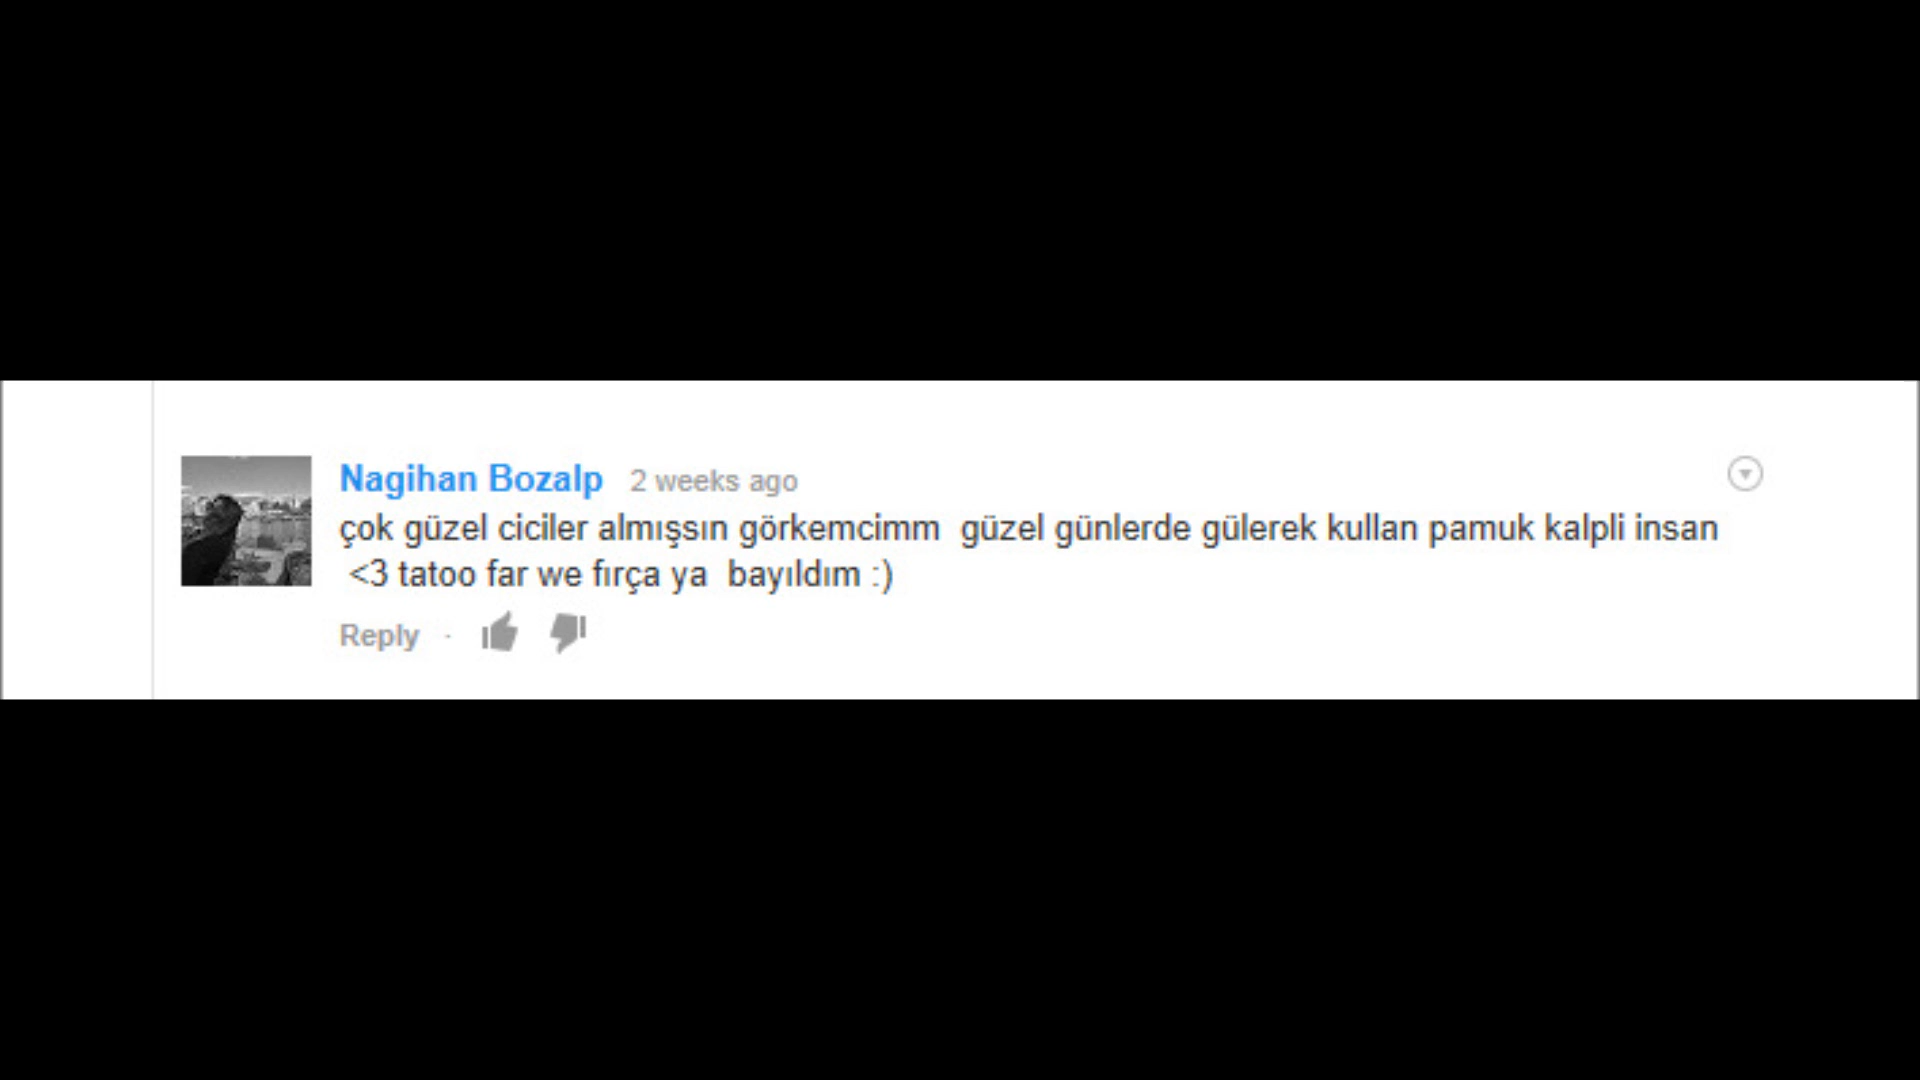 Nagihan Bozalp 2 weeks ago
çok güzel ciciler almışsın görkemcimm güzel günlerde gülerek kullan pamuk kalpli insan
<3 tatoo far we fırça ya bayıldım :)
Reply ·